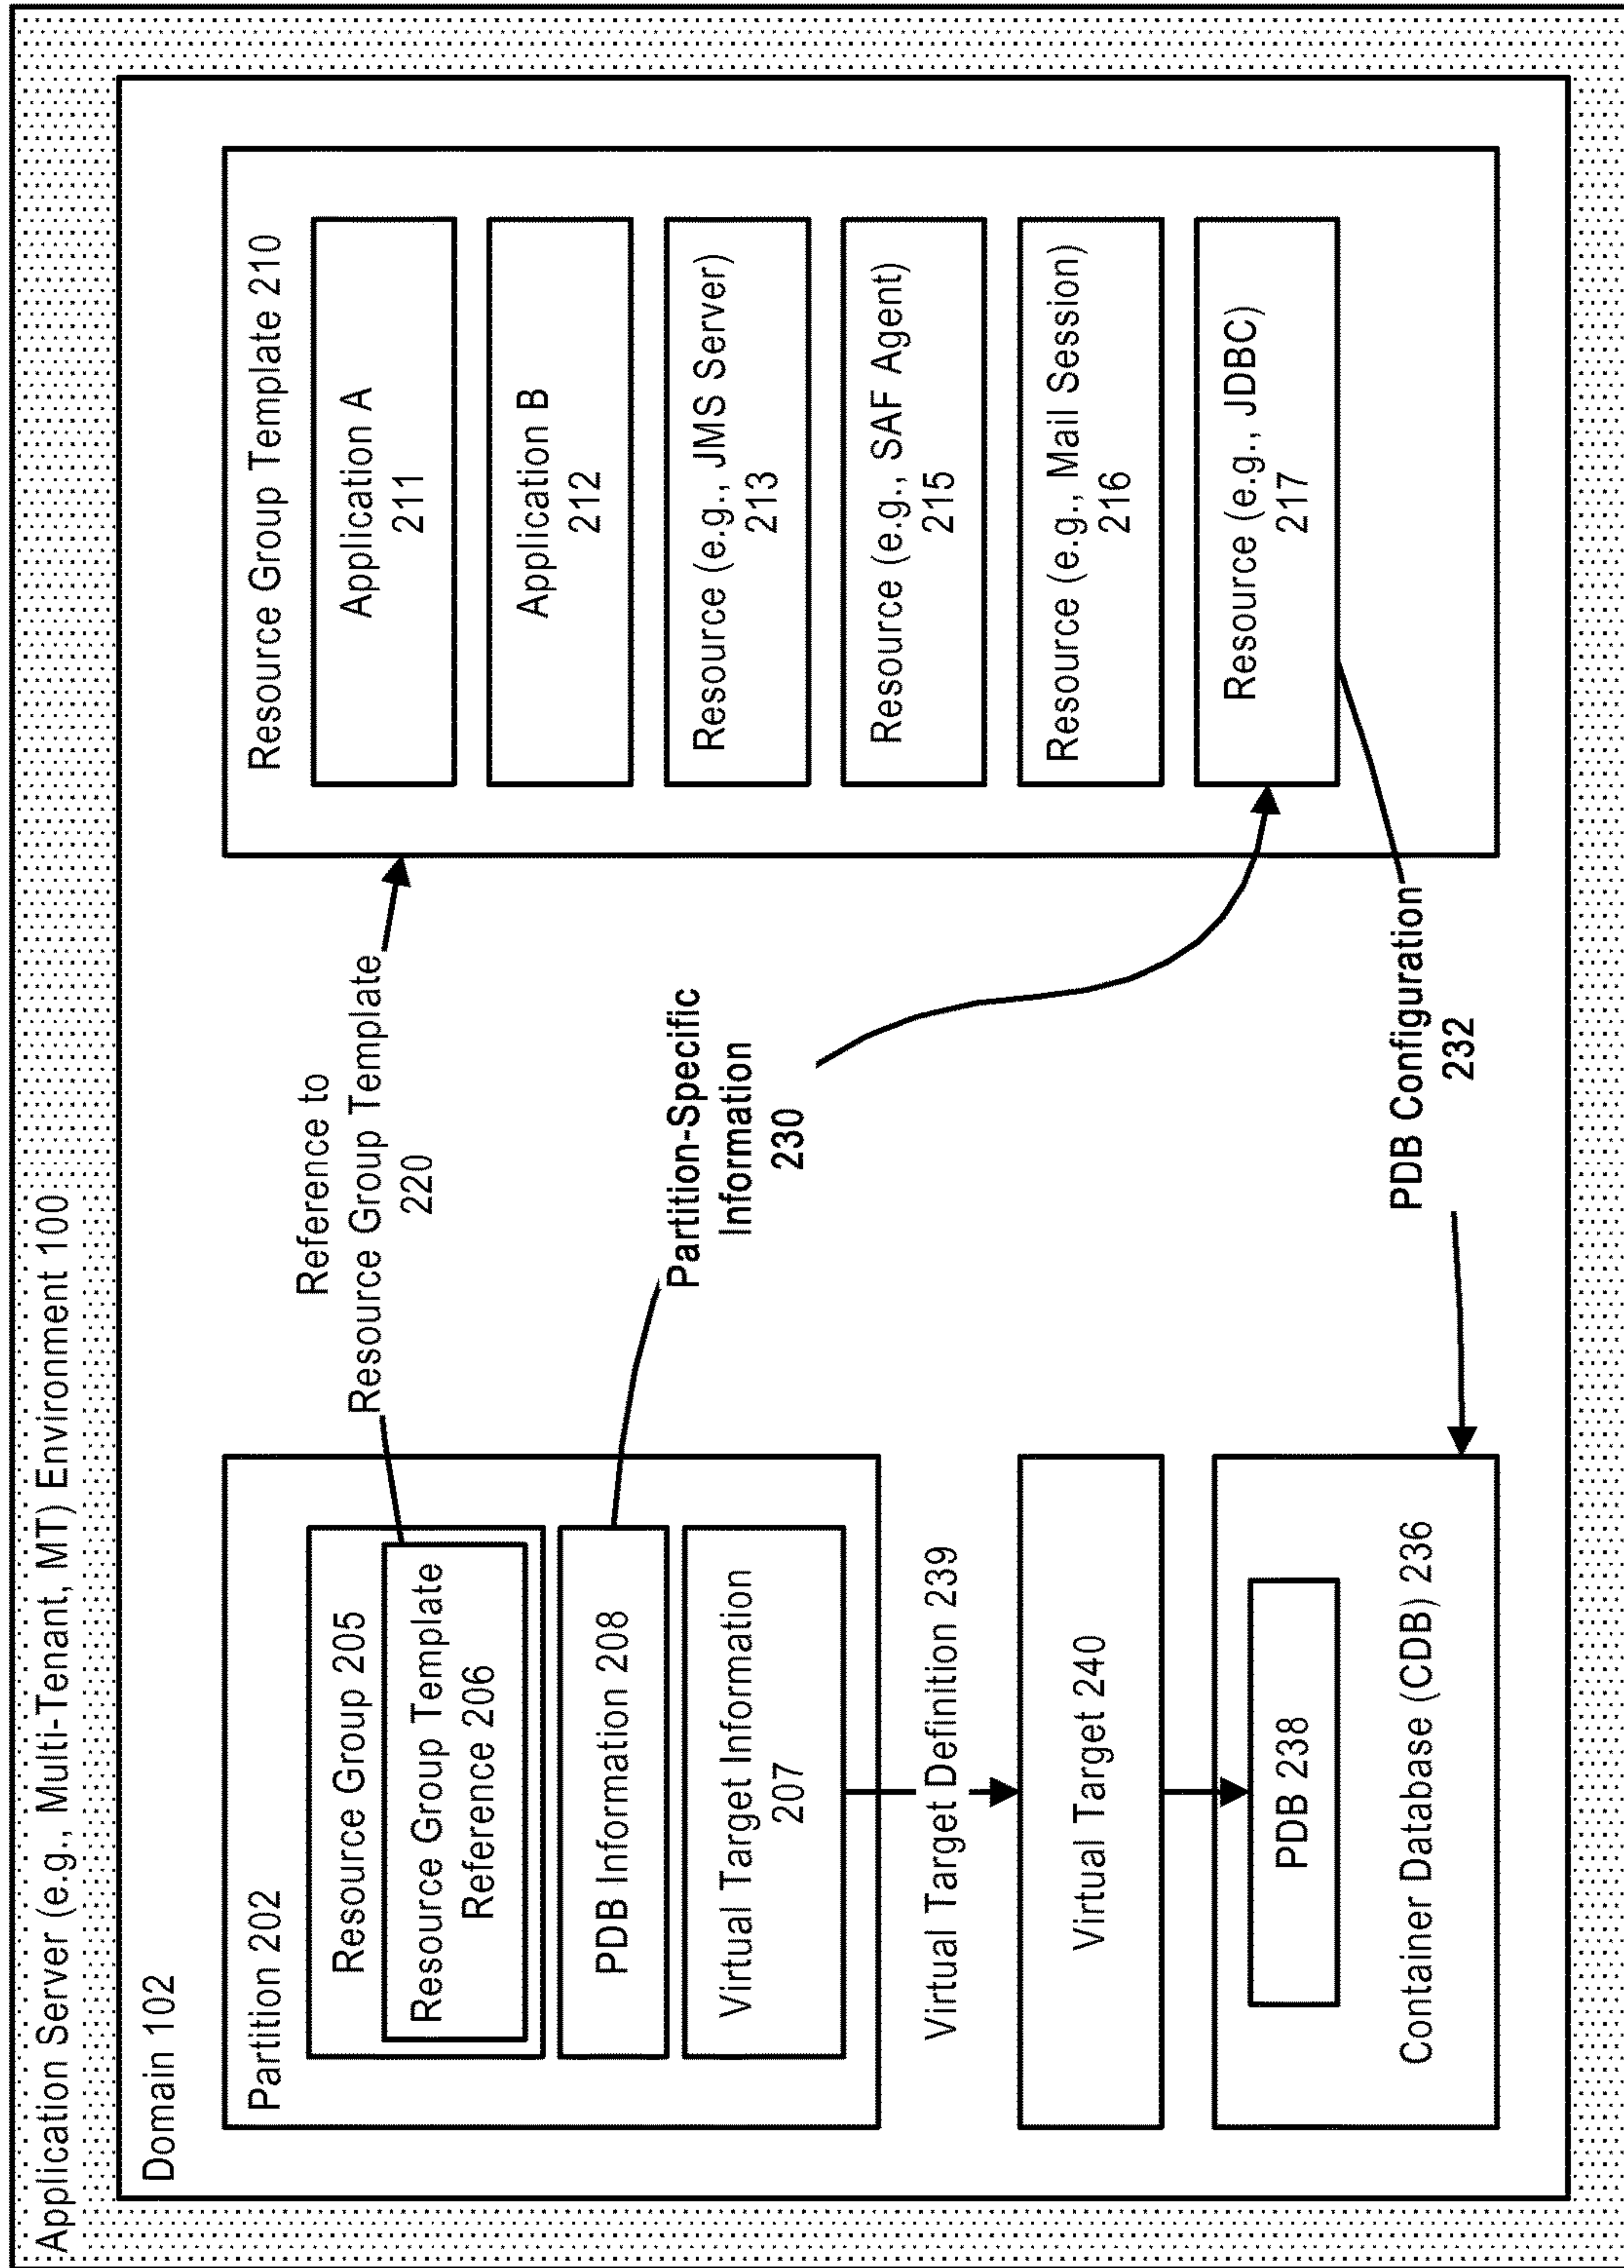 Application Server (e.g., Multi-Tenant, MT) Environment 100
Domain 102
Partition 202
Resource Group 205
Resource Group Template
Reference 206
PDB Information 208
Virtual Target Information
207
Virtual Target Definition 239
Virtual Target 240
PDB 238
Container Database (CDB) 236
Reference to
Resource Group Template
220
Partition-Specific
Information
230
PDB Configuration
232
Resource Group Template 210
Application A
211
Application B
212
Resource (e.g., JMS Server)
213
Resource (e.g., SAF Agent)
215
Resource (e.g., Mail Session)
216
Resource (e.g., JDBC)
217